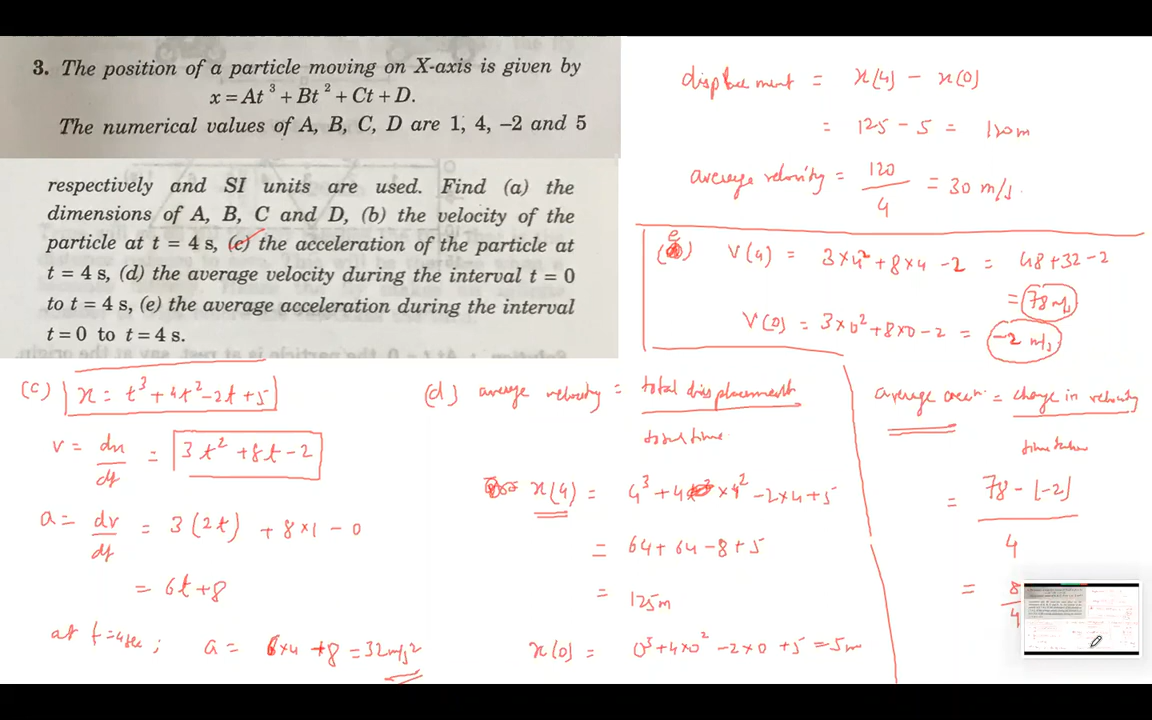 3. The position of a particle moving on X-axis is given by
x = At³ + Bt² + Ct + D.
The numerical values of A, B, C, D are 1, 4, –2 and 5
respectively and SI units are used. Find (a) the
dimensions of A, B, C and D, (b) the velocity of the
particle at t = 4 s, (c) the acceleration of the particle at
t = 4 s, (d) the average velocity during the interval t = 0
to t = 4 s, (e) the average acceleration during the interval
t = 0 to t = 4 s.
(c) x = t³ + 4t² - 2t + 5
v = dx/dt = 3t² + 8t - 2
a = dv/dt = 3(2t) + 8×1 - 0
= 6t + 8
at t = 4sec ; a = 6×4 + 8 = 32 m/s²
(d) average velocity = total displacement / total time
x(4) = 4³ + 4 × 4² - 2×4 + 5
= 64 + 64 - 8 + 5
= 125m
x(0) = 0³ + 4×0² - 2×0 + 5 = 5m
displacement = x(4) - x(0)
= 125 - 5 = 120m
average velocity = 120/4 = 30 m/s.
(e) V(4) = 3×4² + 8×4 - 2 = 48 + 32 - 2
= 78 m/s
V(0) = 3×0² + 8×0 - 2 = -2 m/s
average = change in velocity / time taken
= 78 - (-2) / 4
= 8 / 4